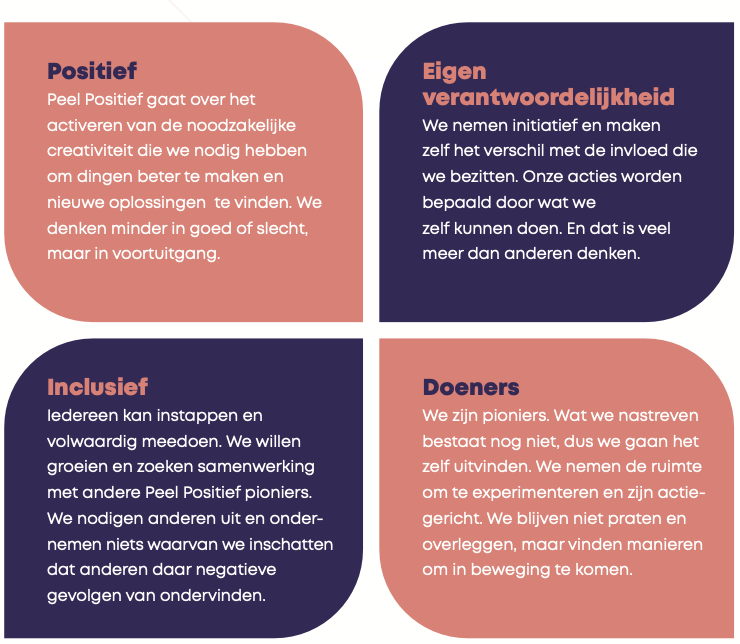 Positief
Peel Positief gaat over het
activeren van de noodzakelijke
creativiteit die we nodig hebben
om dingen beter te maken en
nieuwe oplossingen  te vinden. We
denken minder in goed of slecht,
maar in voortuitgang.
Eigen
verantwoordelijkheid
We nemen initiatief en maken
zelf het verschil met de invloed die
we bezitten. Onze acties worden
bepaald door wat we
zelf kunnen doen. En dat is veel
meer dan anderen denken.
Inclusief
Iedereen kan instappen en
volwaardig meedoen. We willen
groeien en zoeken samenwerking
met andere Peel Positief pioniers.
We nodigen anderen uit en onder-
nemen niets waarvan we inschatten
dat anderen daar negatieve
gevolgen van ondervinden.
Doeners
We zijn pioniers. Wat we nastreven
bestaat nog niet, dus we gaan het
zelf uitvinden. We nemen de ruimte
om te experimenteren en zijn actie-
gericht. We blijven niet praten en
overleggen, maar vinden manieren
om in beweging te komen.